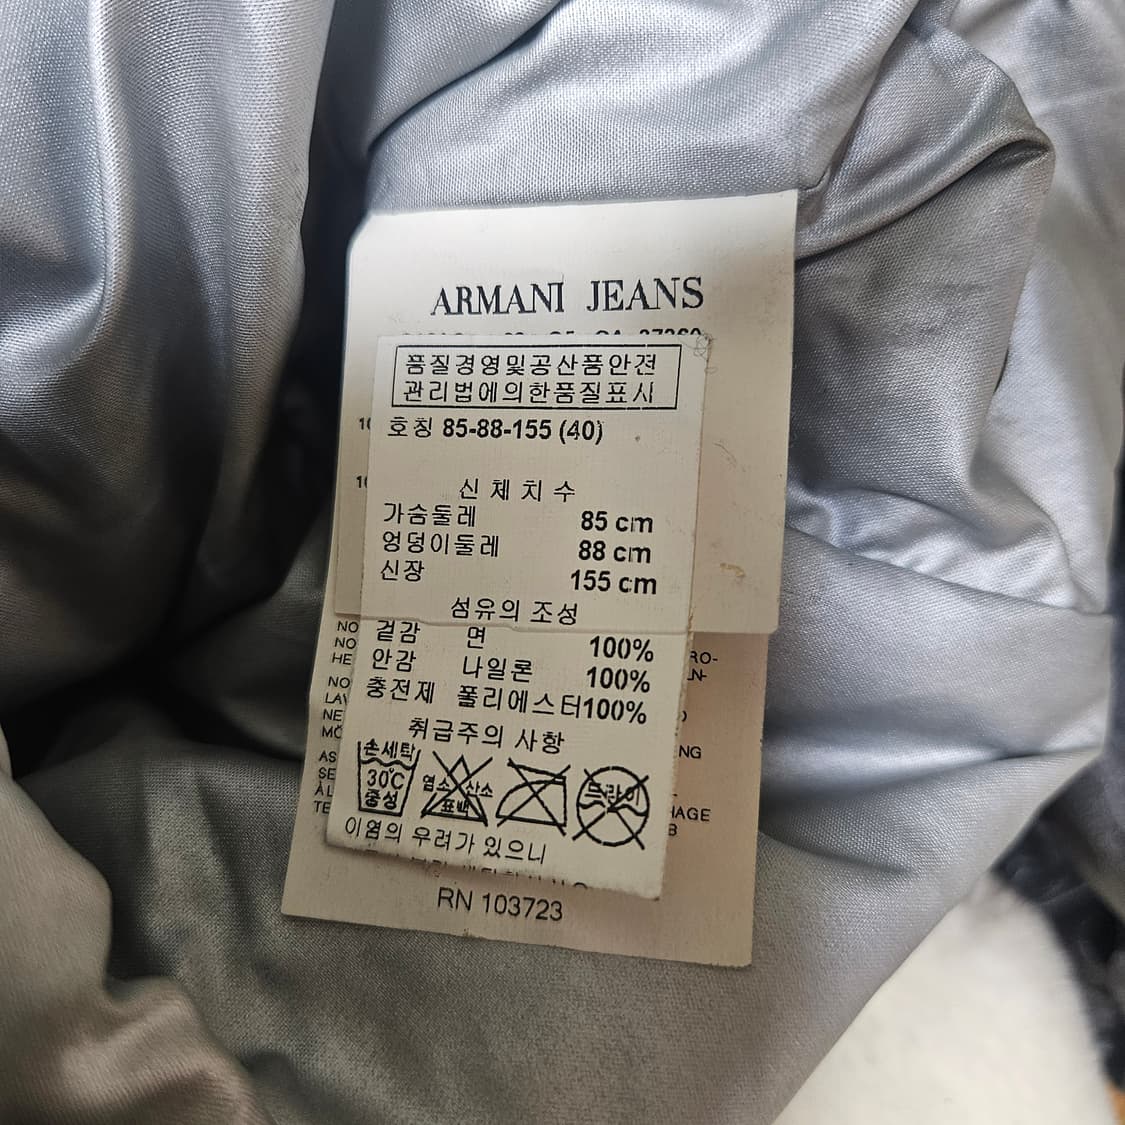 ARMANI JEANS
품질경영및공산품안전
관리법에의한품질표시
호칭 85-88-155 (40)
신체치수
가슴둘레 85 cm
엉덩이둘레 88 cm
신장 155 cm
섬유의 조성
겉감 면 100%
안감 나일론 100%
충전제 폴리에스터100%
취급주의 사항
손세탁
30℃
중성
염소 산소
표백
드라이
이염의 우려가 있으니
RN 103723